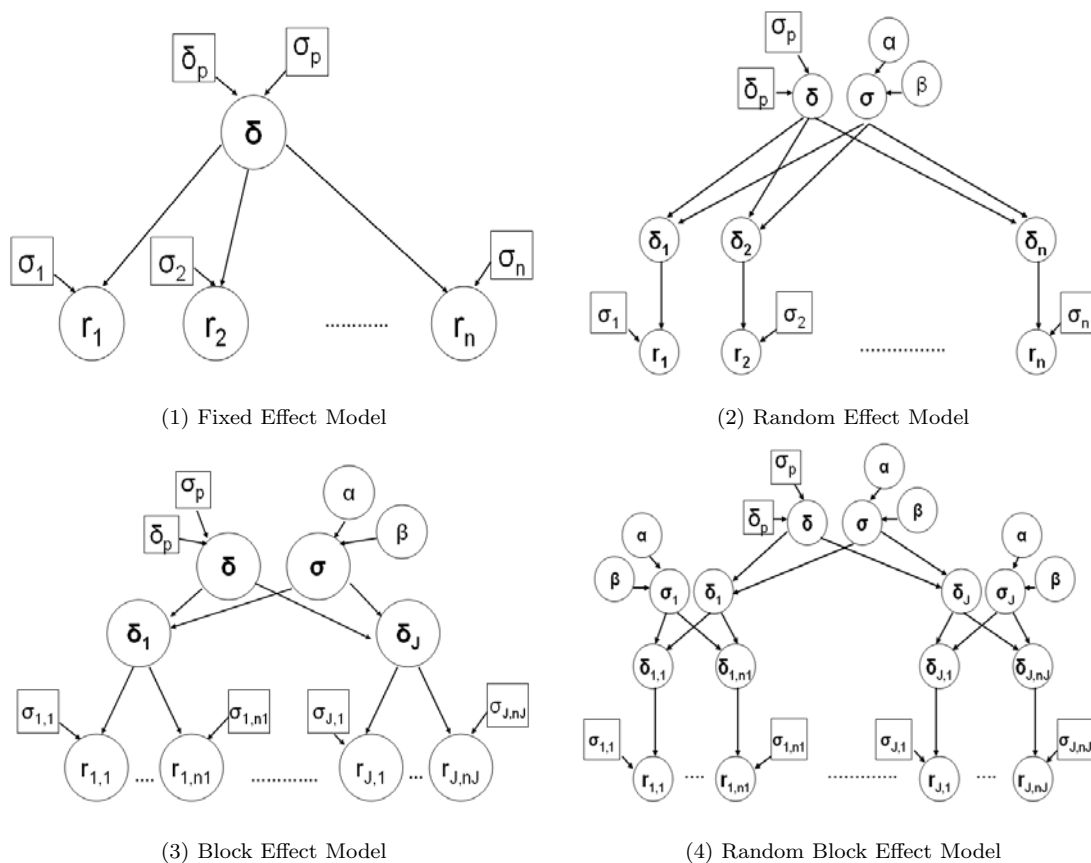 σp
δp
δ
σ1
σ2
σn
r1
r2
............
rn
(1) Fixed Effect Model
σp
α
δp
δ
σ
β
δ1
δ2
δn
σ1
σ2
σn
r1
r2
................
rn
(2) Random Effect Model
σp
α
δp
β
δ
σ
δ1
δJ
σ1,1
σ1,n1
σJ,1
σJ,nJ
r1,1
....
r1,n1
..............
rJ,1
...
rJ,nJ
(3) Block Effect Model
σp
α
δp
δ
σ
β
α
α
β
σ1
δ1
δJ
σJ
β
δ1,1
δ1,n1
δJ,1
δJ,nJ
σ1,1
σ1,n1
σJ,1
σJ,nJ
r1,1
....
r1,n1
..............
rJ,1
....
rJ,nJ
(4) Random Block Effect Model